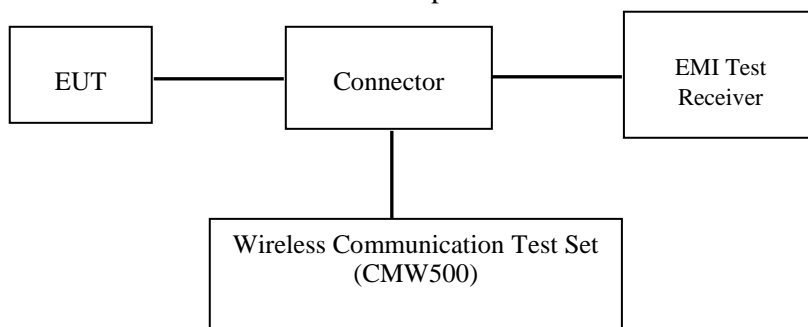 EUT
Connector
EMI Test
Receiver
Wireless Communication Test Set
(CMW500)